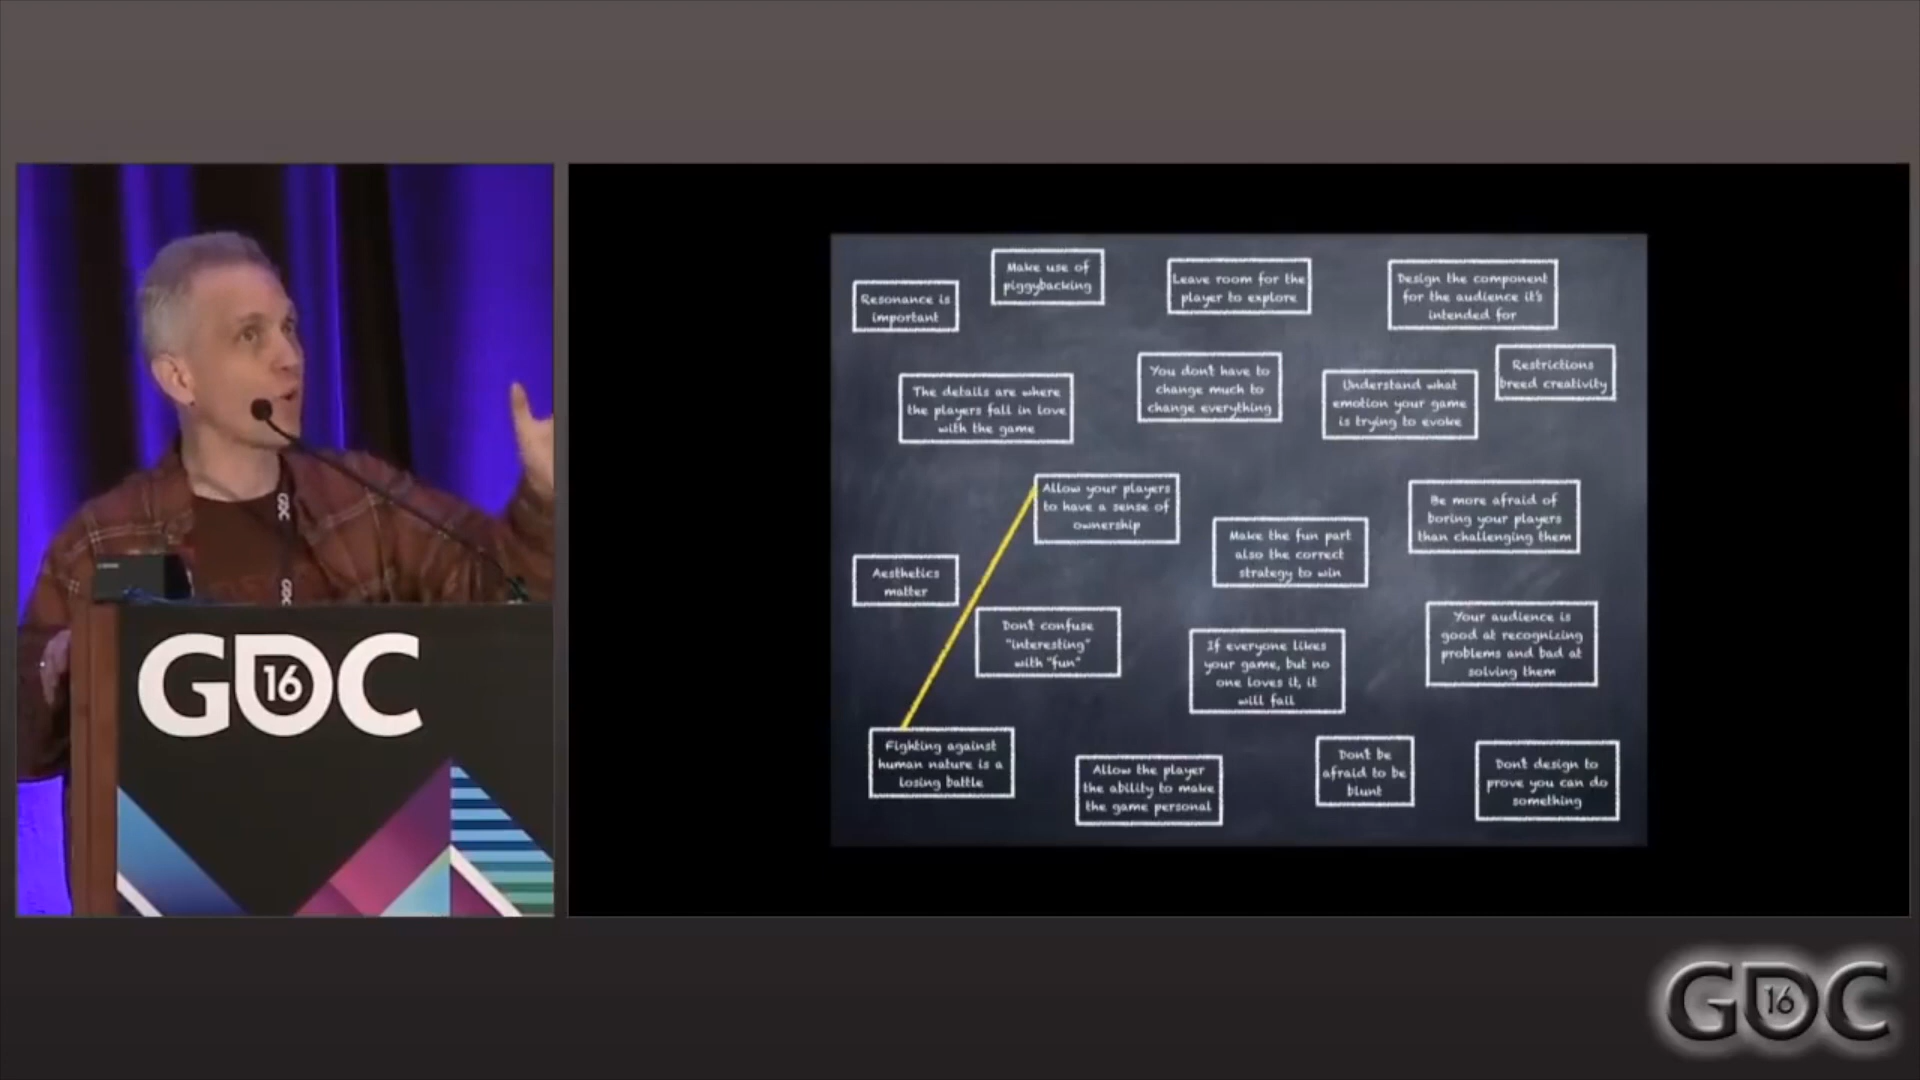 Make use of
piggybacking
Leave room for the
player to explore
Design the component
for the audience it's
intended for
Resonance is
important
Restrictions
breed creativity
You don't have to
change much to
change everything
Understand what
emotion your game
is trying to evoke
The details are where
the players fall in love
with the game
Allow your players
to have a sense of
ownership
Be more afraid of
boring your players
than challenging them
Make the fun part
also the correct
strategy to win
Aesthetics
matter
Don't confuse
"interesting"
with "fun"
If everyone likes
your game, but no
one loves it, it
will fail
Your audience is
good at recognizing
problems and bad at
solving them
Fighting against
human nature is a
losing battle
Allow the player
the ability to make
the game personal
Don't be
afraid to be
blunt
Don't design to
prove you can do
something
GDC
GDC
GDC 16
GDC 16